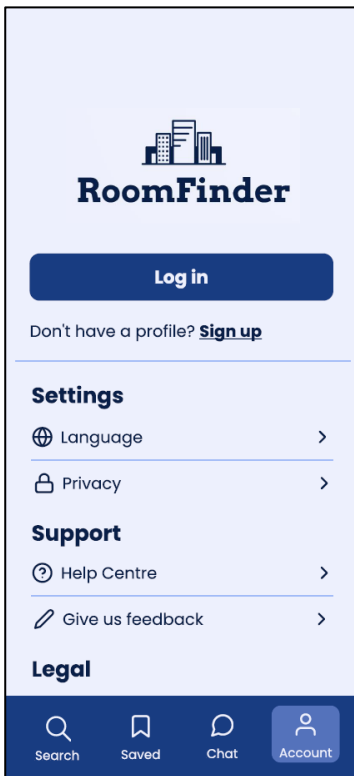 RoomFinder
Log in
Don't have a profile? Sign up
Settings
Language
Privacy
Support
Help Centre
Give us feedback
Legal
Search Saved Chat Account